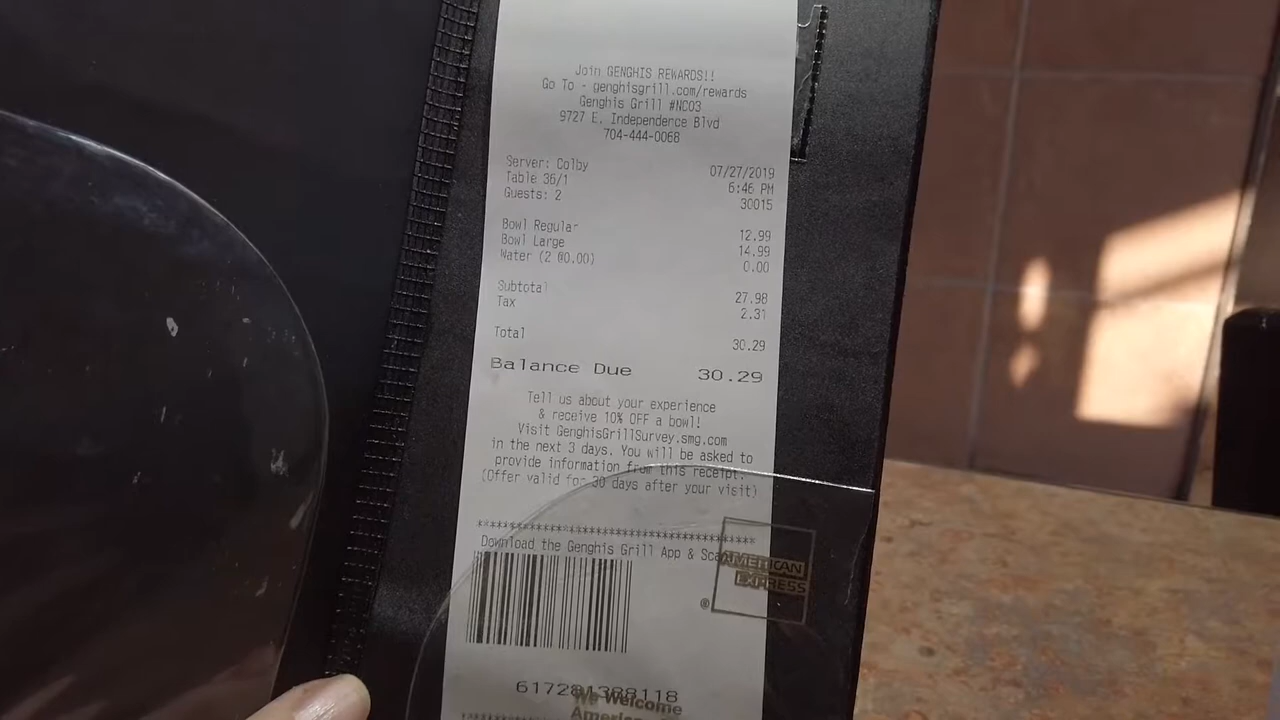 Join GENGHIS REWARDS!!
Go To - genghisgrill.com/rewards
Genghis Grill #NC03
9727 E. Independence Blvd
704-444-0068
Server: Colby 07/27/2019
Table 36/1 6:46 PM
Guests: 2 30015
Bowl Regular 12.99
Bowl Large 14.99
Water (2 @0.00) 0.00
Subtotal 27.98
Tax 2.31
Total 30.29
Balance Due 30.29
Tell us about your experience
& receive 10% OFF a bowl!
Visit GenghisGrillSurvey.smg.com
in the next 3 days. You will be asked to
provide information from this receipt.
(Offer valid for 30 days after your visit)
****************************************
Download the Genghis Grill App & Scan
AMERICAN
EXPRESS
®
We Welcome